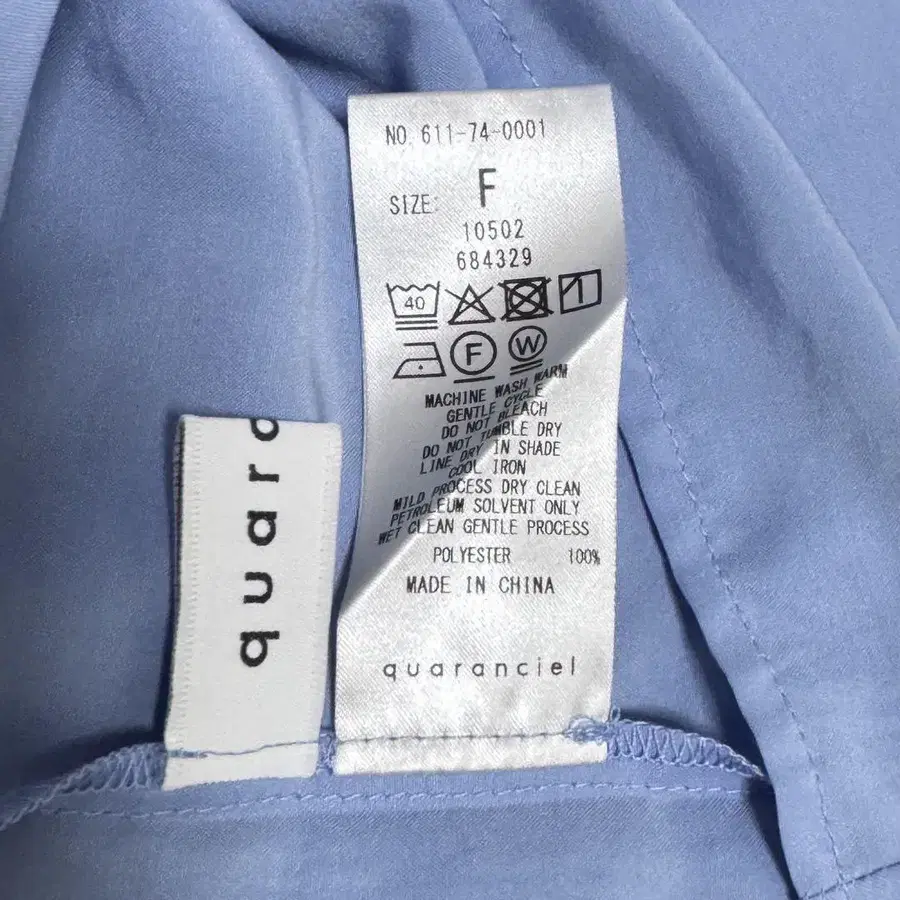 NO. 611-74-0001
SIZE: F
10502
684329
40
F W
MACHINE WASH WARM
GENTLE CYCLE
DO NOT BLEACH
DO NOT TUMBLE DRY
LINE DRY IN SHADE
COOL IRON
MILD PROCESS DRY CLEAN
PETROLEUM SOLVENT ONLY
WET CLEAN GENTLE PROCESS
POLYESTER 100%
MADE IN CHINA
quaranciel
quarc